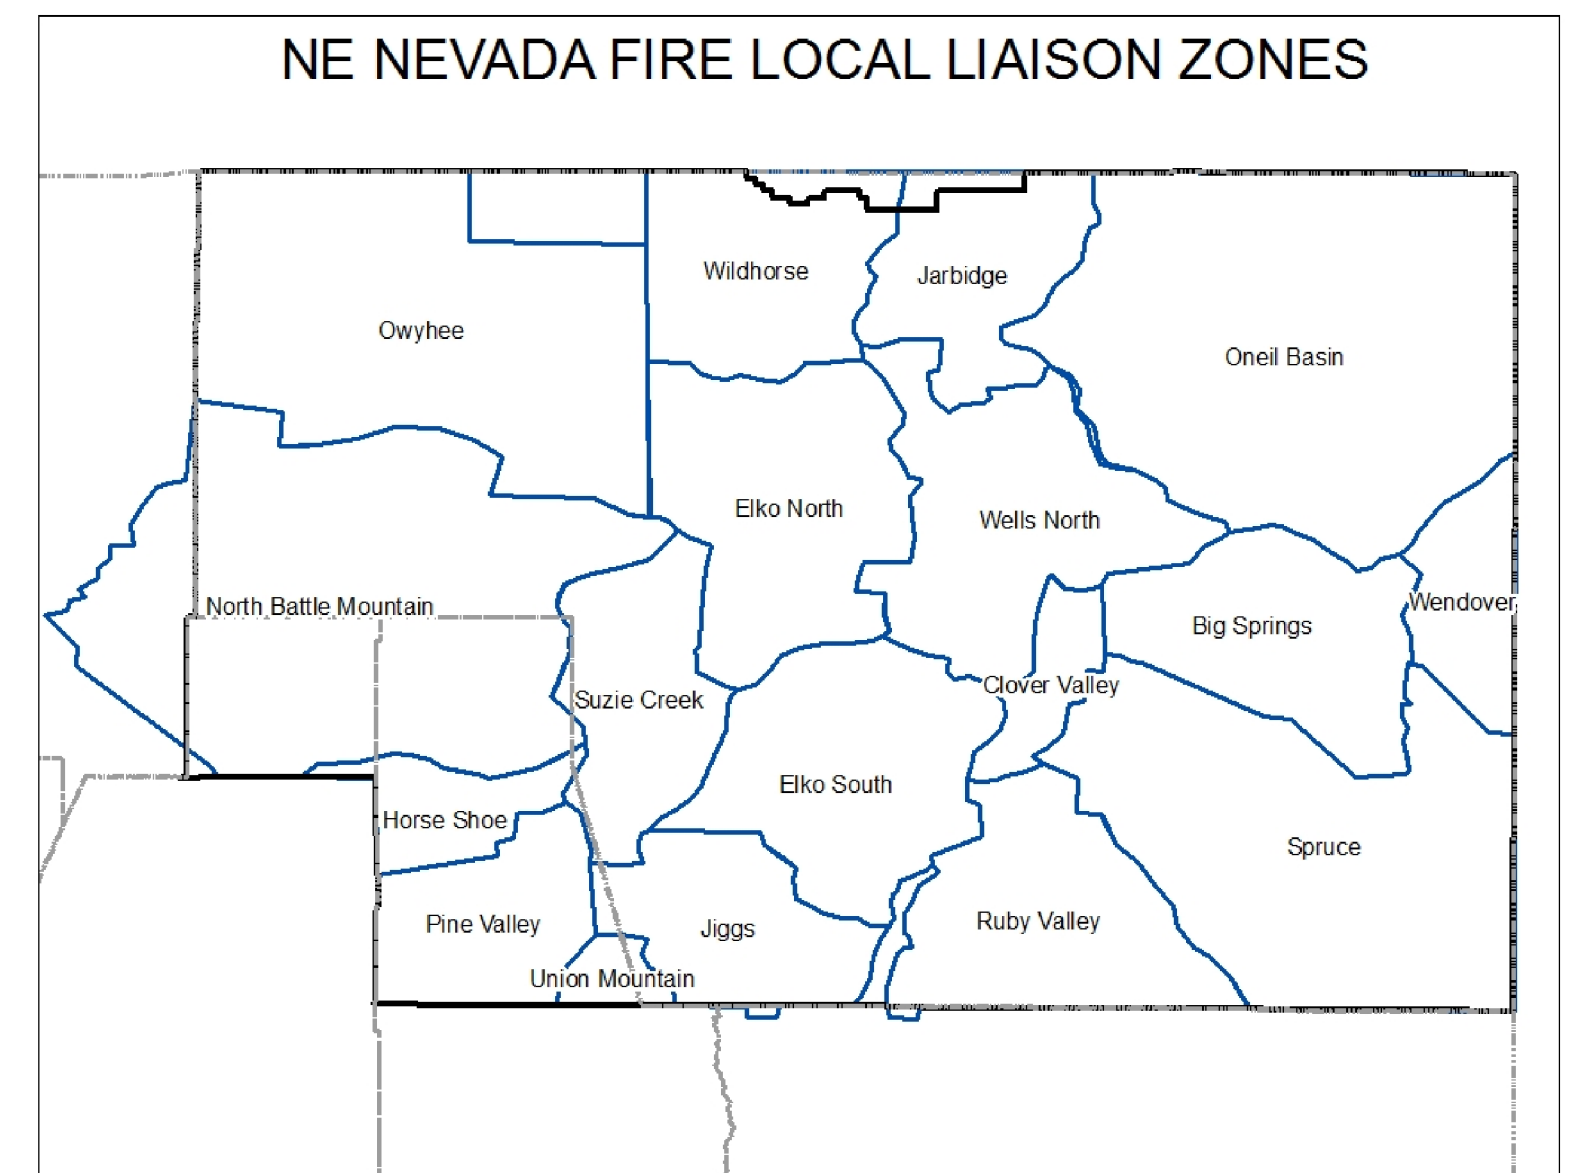 NE NEVADA FIRE LOCAL LIAISON ZONES
Wildhorse
Jarbidge
Owyhee
Oneil Basin
Elko North
Wells North
North Battle Mountain
Wendover
Big Springs
Clover Valley
Suzie Creek
Elko South
Horse Shoe
Spruce
Pine Valley
Jiggs
Ruby Valley
Union Mountain